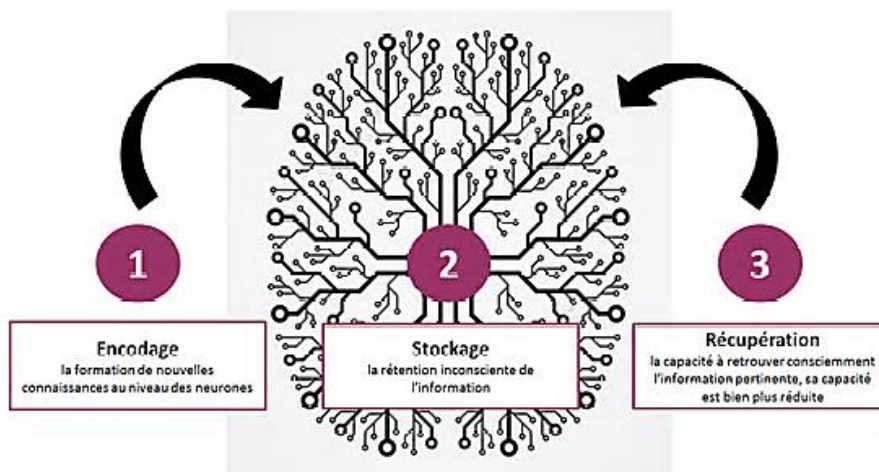 1
Encodage
la formation de nouvelles
connaissances au niveau des neurones
2
Stockage
la rétention inconsciente de
l'information
3
Récupération
la capacité à retrouver consciemment
l'information pertinente, sa capacité
est bien plus réduite